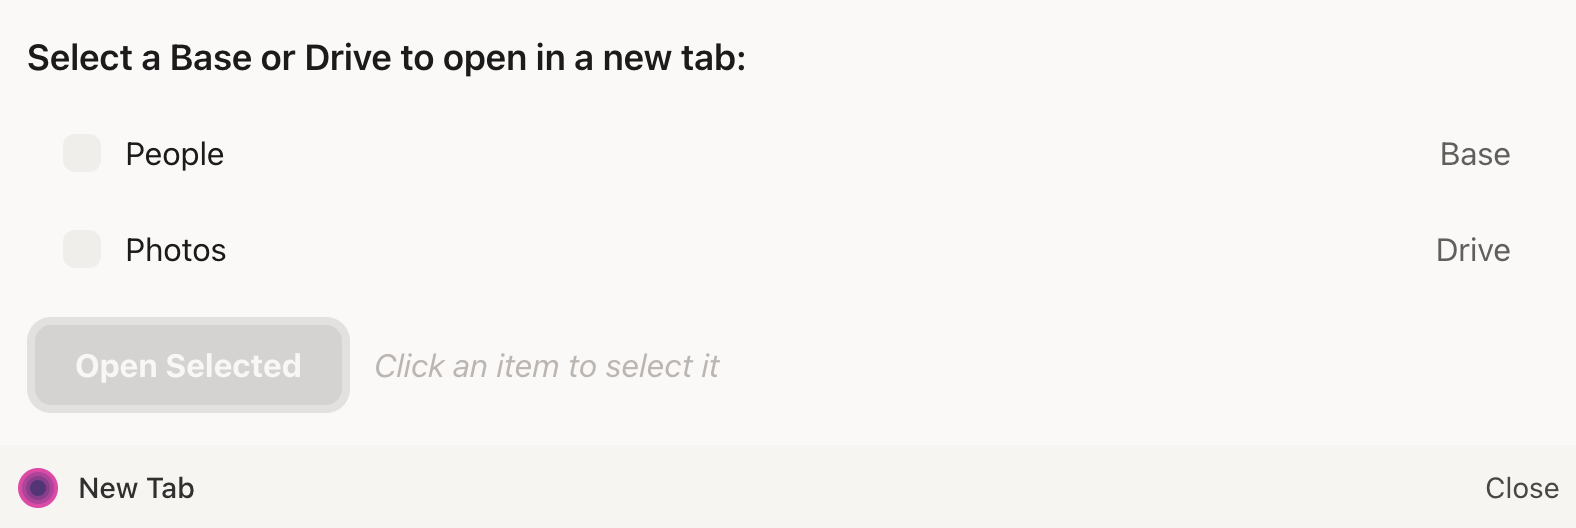 Select a Base or Drive to open in a new tab:
People Base
Photos Drive
Open Selected Click an item to select it
New Tab Close